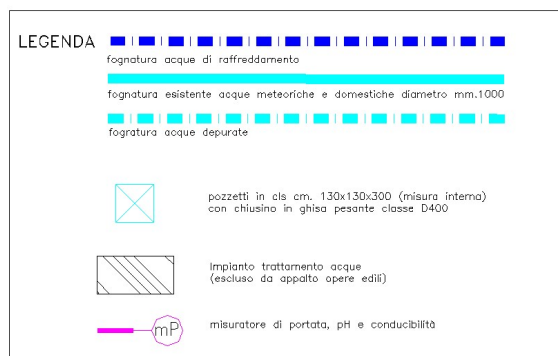 LEGENDA
fognatura acque di raffreddamento
fognatura esistente acque meteoriche e domestiche diametro mm.1000
fogratura acque depurate
pozzetti in cls cm. 130x130x300 (misura interna)
con chiusino in ghisa pesante classe D400
Impianto trattamento acque
(escluso da appalto opere edili)
mP
misuratore di portata, pH e conducibilità